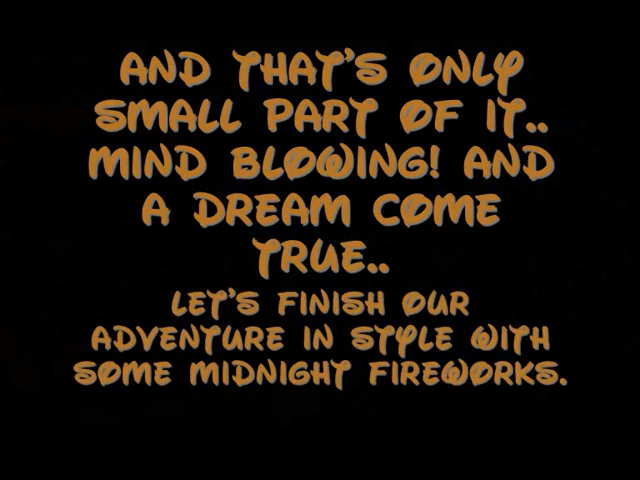 AND THAT'S ONLY
SMALL PART OF IT..
MIND BLOWING! AND
A DREAM COME
TRUE..
LET'S FINISH OUR
ADVENTURE IN STYLE WITH
SOME MIDNIGHT FIREWORKS.